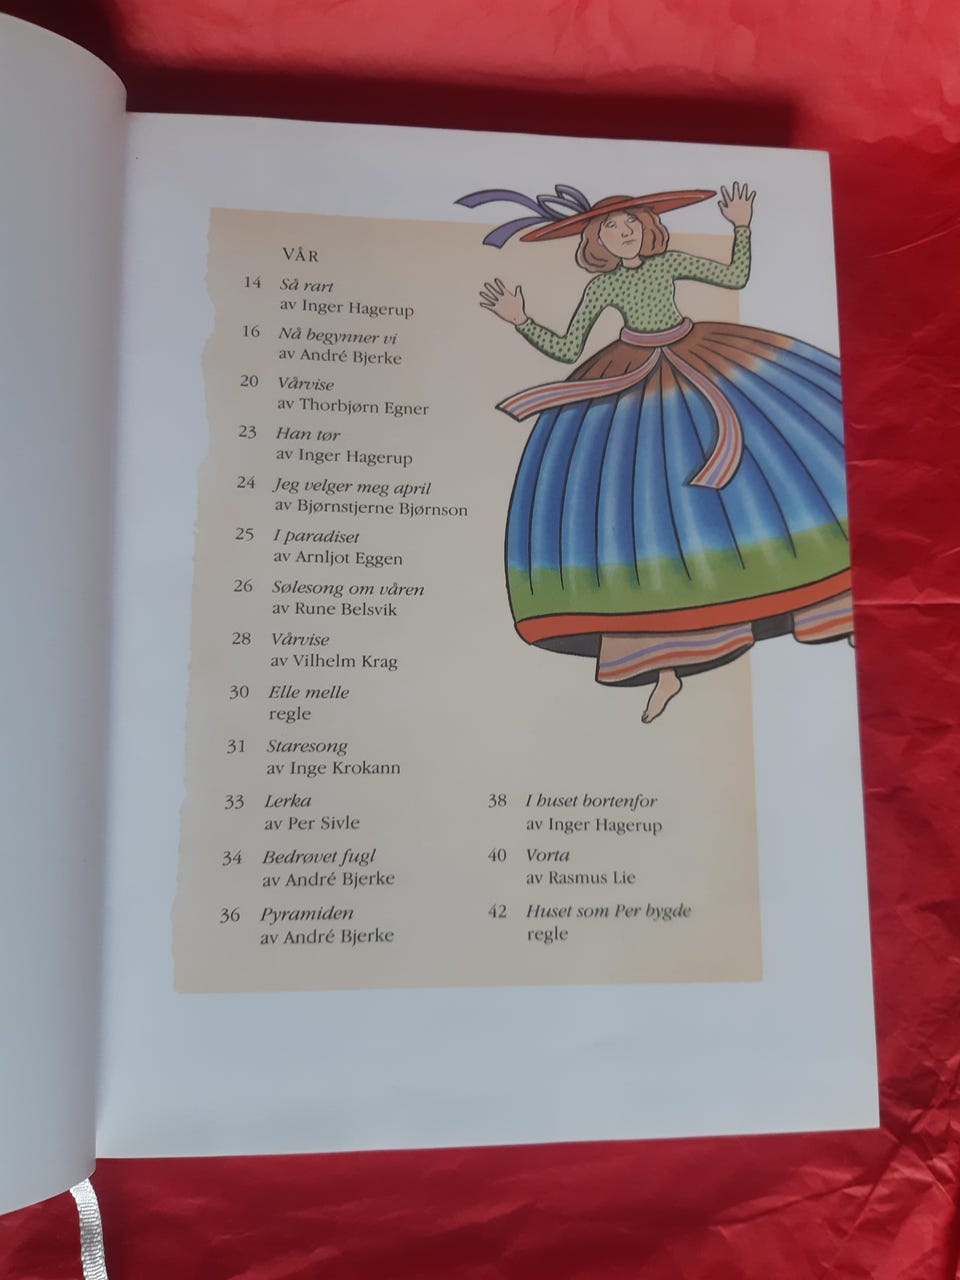 VÅR
14 Så rart
av Inger Hagerup
16 Nå begynner vi
av André Bjerke
20 Vårvise
av Thorbjørn Egner
23 Han tør
av Inger Hagerup
24 Jeg velger meg april
av Bjørnstjerne Bjørnson
25 I paradiset
av Arnljot Eggen
26 Sølesong om våren
av Rune Belsvik
28 Vårvise
av Vilhelm Krag
30 Elle melle
regle
31 Staresong
av Inge Krokann
33 Lerka
av Per Sivle
34 Bedrøvet fugl
av André Bjerke
36 Pyramiden
av André Bjerke
38 I huset bortenfor
av Inger Hagerup
40 Vorta
av Rasmus Lie
42 Huset som Per bygde
regle